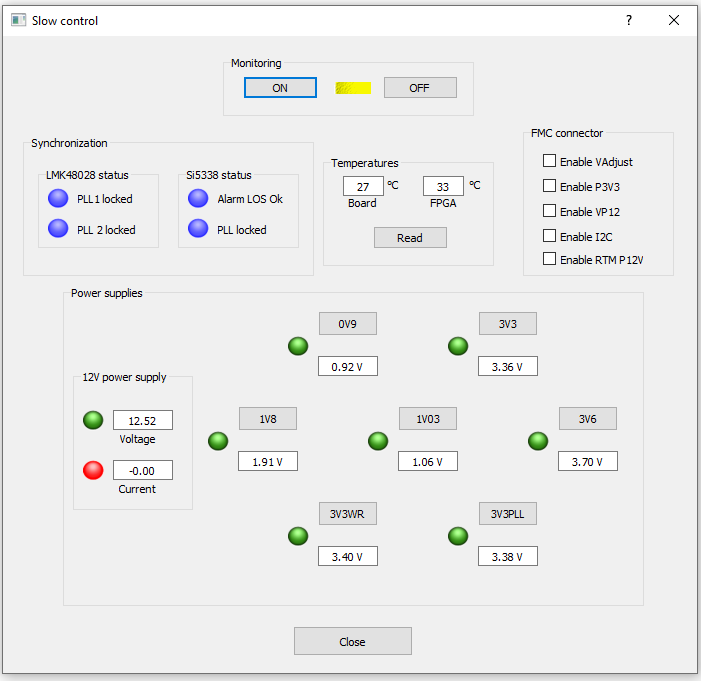 Slow control
?
Monitoring
ON
OFF
Synchronization
LMK48028 status
PLL1 locked
PLL 2 locked
Si5338 status
Alarm LOS Ok
PLL locked
Temperatures
27 ºC
Board
33 ºC
FPGA
Read
FMC connector
Enable VAdjust
Enable P3V3
Enable VP12
Enable I2C
Enable RTM P12V
Power supplies
12V power supply
12.52
Voltage
-0.00
Current
0V9
0.92 V
3V3
3.36 V
1V8
1.91 V
1V03
1.06 V
3V6
3.70 V
3V3WR
3.40 V
3V3PLL
3.38 V
Close